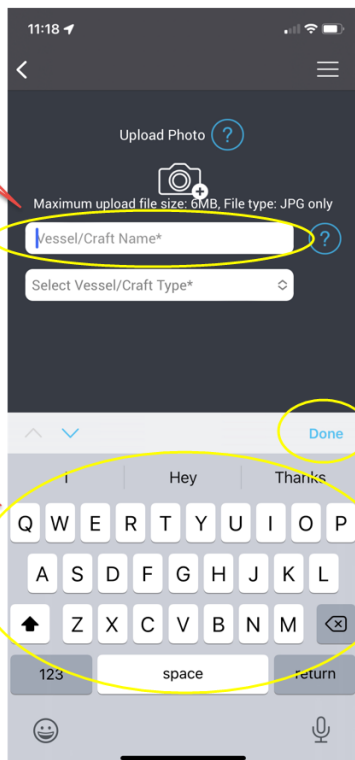 11:18
Upload Photo ?
Maximum upload file size: 6MB, File type: JPG only
Vessel/Craft Name* ?
Select Vessel/Craft Type*
Done
i Hey Thanks
Q W E R T Y U I O P
A S D F G H J K L
Z X C V B N M
123 space return